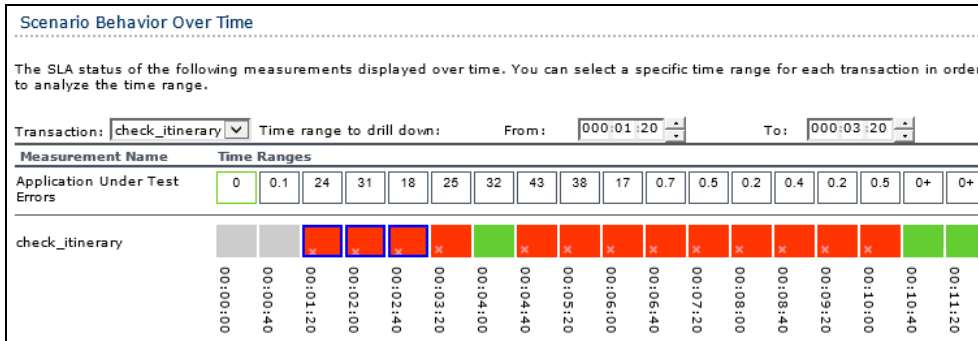 Scenario Behavior Over Time
The SLA status of the following measurements displayed over time. You can select a specific time range for each transaction in order
to analyze the time range.
Transaction: check_itinerary Time range to drill down: From: 000:01:20 To: 000:03:20
Measurement Name Time Ranges
Application Under Test
Errors
0 0.1 24 31 18 25 32 43 38 17 0.7 0.5 0.2 0.4 0.2 0.5 0+ 0+
check_itinerary
00:00:00 00:00:40 00:01:20 00:02:00 00:02:40 00:03:20 00:04:00 00:04:40 00:05:20 00:06:00 00:06:40 00:07:20 00:08:00 00:08:40 00:09:20 00:10:00 00:10:40 00:11:20